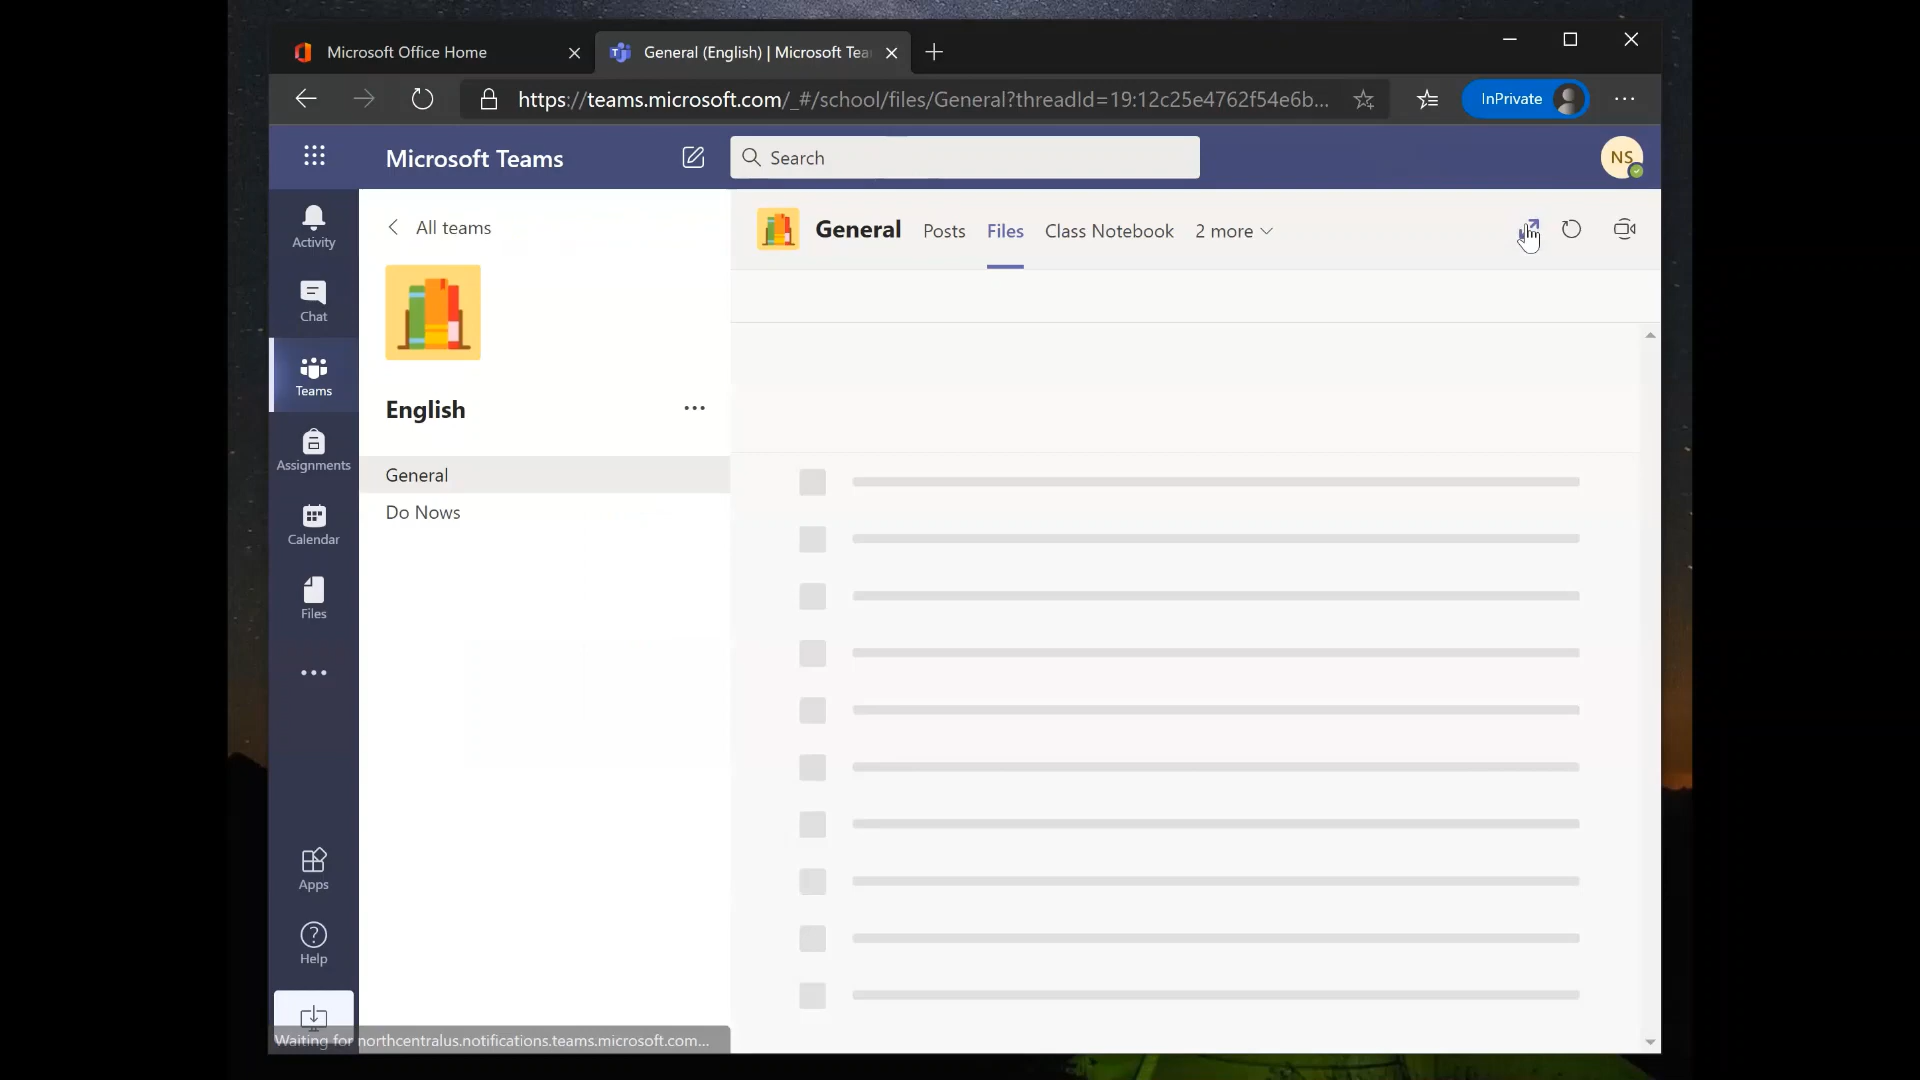 Microsoft Office Home
General (English) | Microsoft Tea
https://teams.microsoft.com/_#/school/files/General?threadId=19:12c25e4762f54e6b...
InPrivate
Microsoft Teams
Search
NS
Activity
Chat
Teams
Assignments
Calendar
Files
Apps
Help
All teams
English
General
Do Nows
General
Posts
Files
Class Notebook
2 more
Waiting for northcentralus.notifications.teams.microsoft.com...